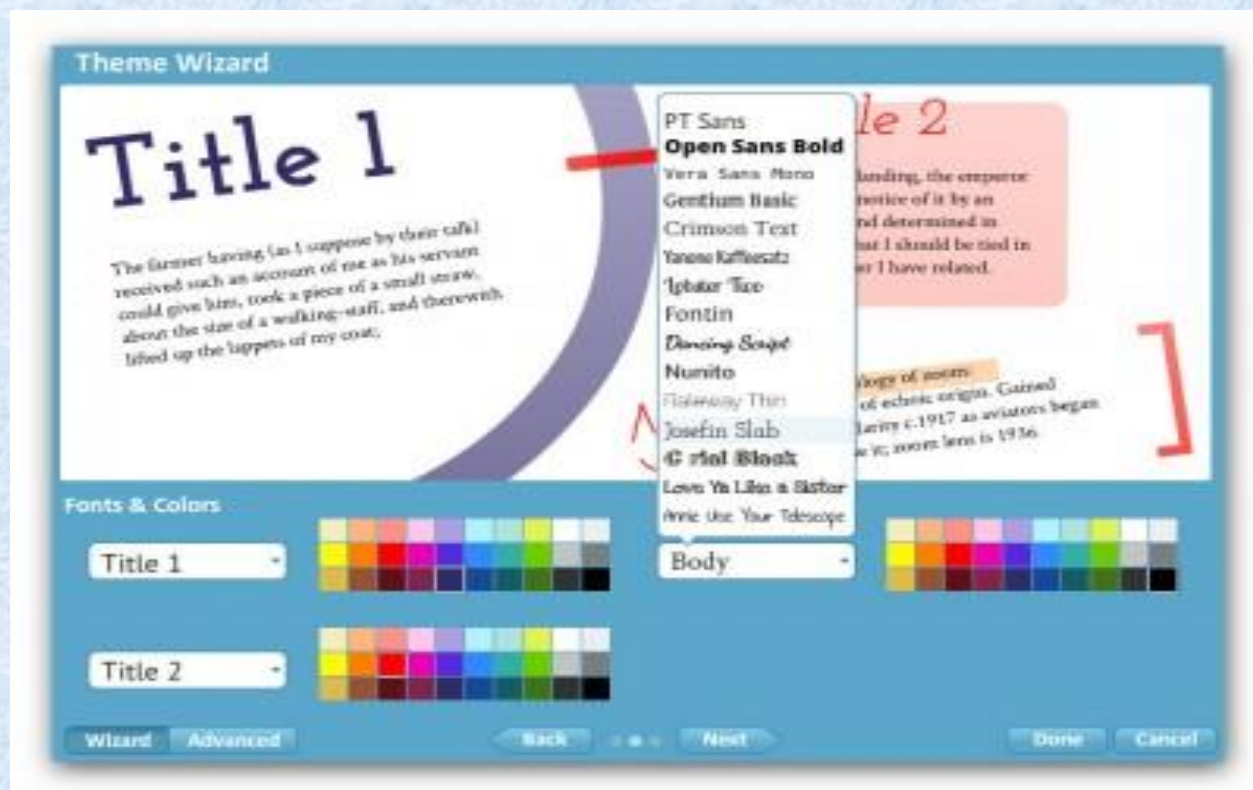 Theme Wizard
Title 1
The farmer having (as I suppose by their talk)
received such an account of me as his servant
could give him, took a piece of a small straw,
about the size of a walking-staff, and therewith
lifted up the lappets of my coat;
le 2
landing, the emperor
notice of it by an
nd determined in
hat I should be tied in
er I have related.
logy of zoom
of echoic origin. Gained
larity c.1917 as aviators began
e it; zoom lens is 1936
PT Sans
Open Sans Bold
Vera Sans Mono
Gentium Basic
Crimson Text
Yanone Kaffeesatz
Lobster Two
Fontin
Dancing Script
Nunito
Raleway Thin
Josefin Slab
Love Ya Like a Sister
Annie Use Your Telescope
Fonts & Colors
Title 1
Body
Title 2
Wizard
Advanced
Back
Next
Done
Cancel